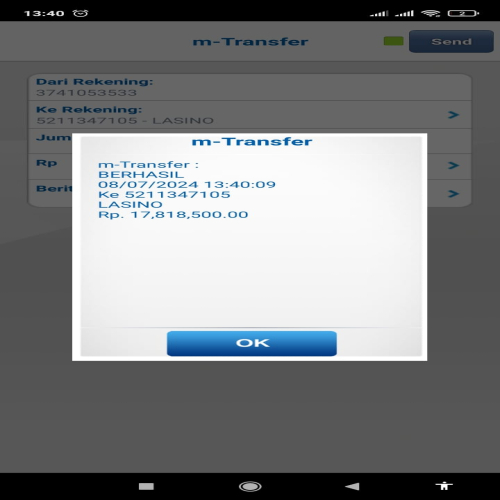 13:40
2
m-Transfer
Send
Dari Rekening:
3741053533
Ke Rekening:
5211347105 - LASINO
Jum
Rp
Berit
m-Transfer
m-Transfer :
BERHASIL
08/07/2024 13:40:09
Ke 5211347105
LASINO
Rp. 17,818,500.00
OK